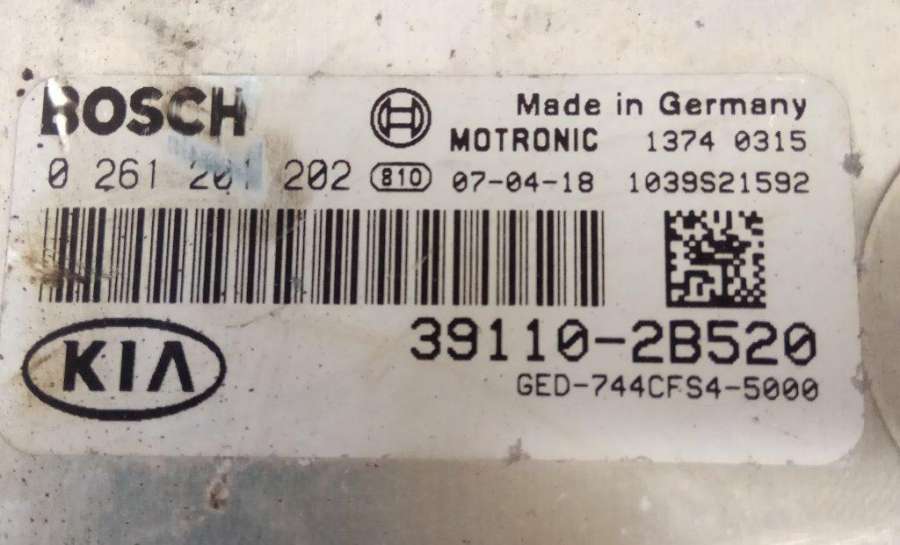 BOSCH
Made in Germany
MOTRONIC 1374 0315
0 261 201 202 810 07-04-18 1039S21592
39110-2B520
KIA
GED-744CFS4-5000